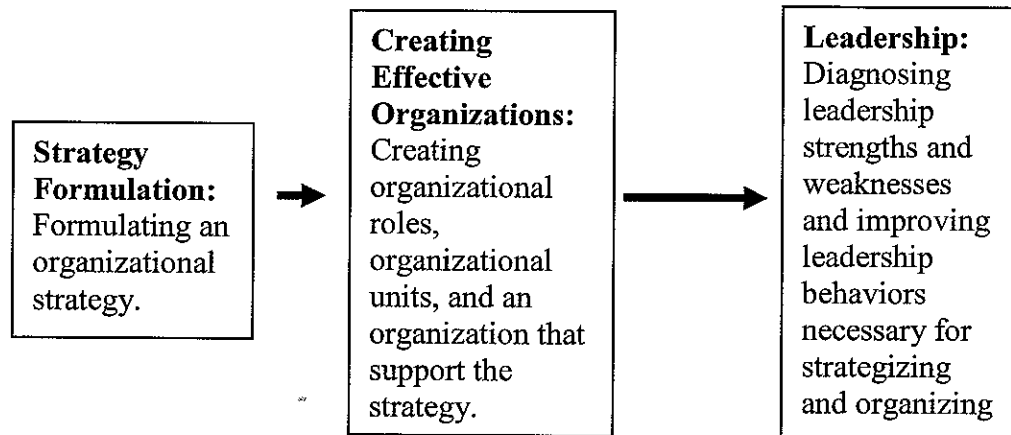 Strategy
Formulation:
Formulating an
organizational
strategy.
Creating
Effective
Organizations:
Creating
organizational
roles,
organizational
units, and an
organization that
support the
strategy.
Leadership:
Diagnosing
leadership
strengths and
weaknesses
and improving
leadership
behaviors
necessary for
strategizing
and organizing